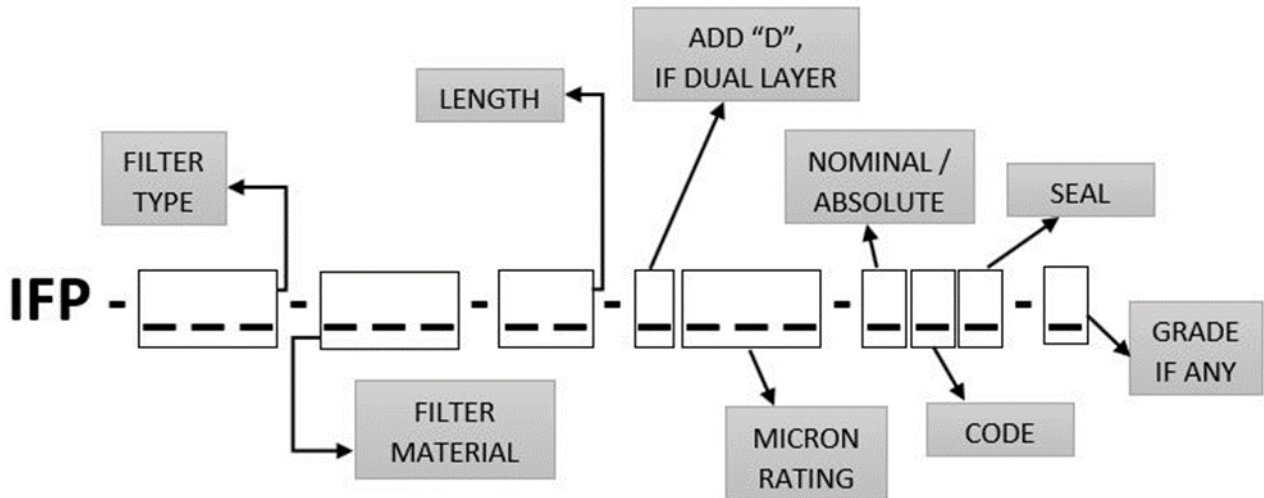 ADD “D”,
IF DUAL LAYER
LENGTH
FILTER
TYPE
NOMINAL /
ABSOLUTE
SEAL
IFP - _ _ _ - _ _ _ - _ _ - _ _ _ _ - _ _ _ - _
GRADE
IF ANY
FILTER
MATERIAL
MICRON
RATING
CODE